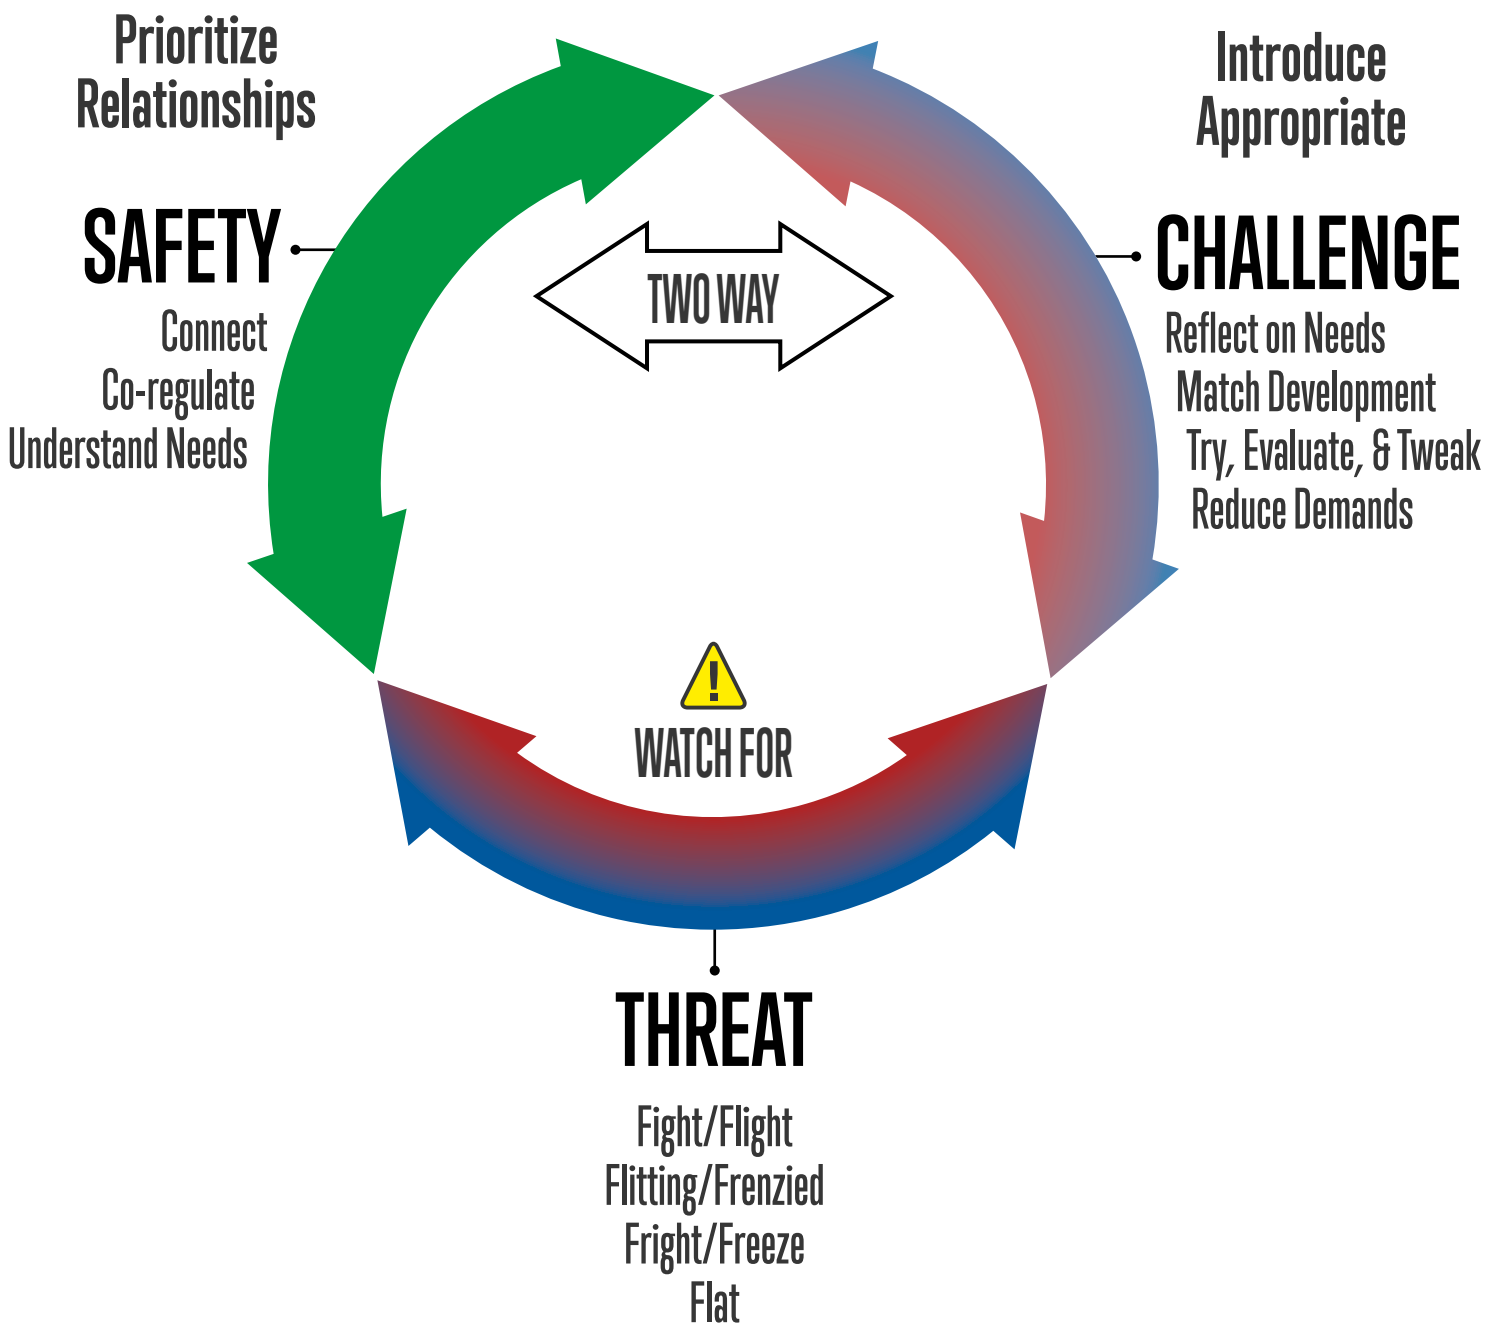 Prioritize
Relationships
SAFETY
Connect
Co-regulate
Understand Needs
Introduce
Appropriate
CHALLENGE
Reflect on Needs
Match Development
Try, Evaluate, & Tweak
Reduce Demands
TWO WAY
!
WATCH FOR
THREAT
Fight/Flight
Flitting/Frenzied
Fright/Freeze
Flat